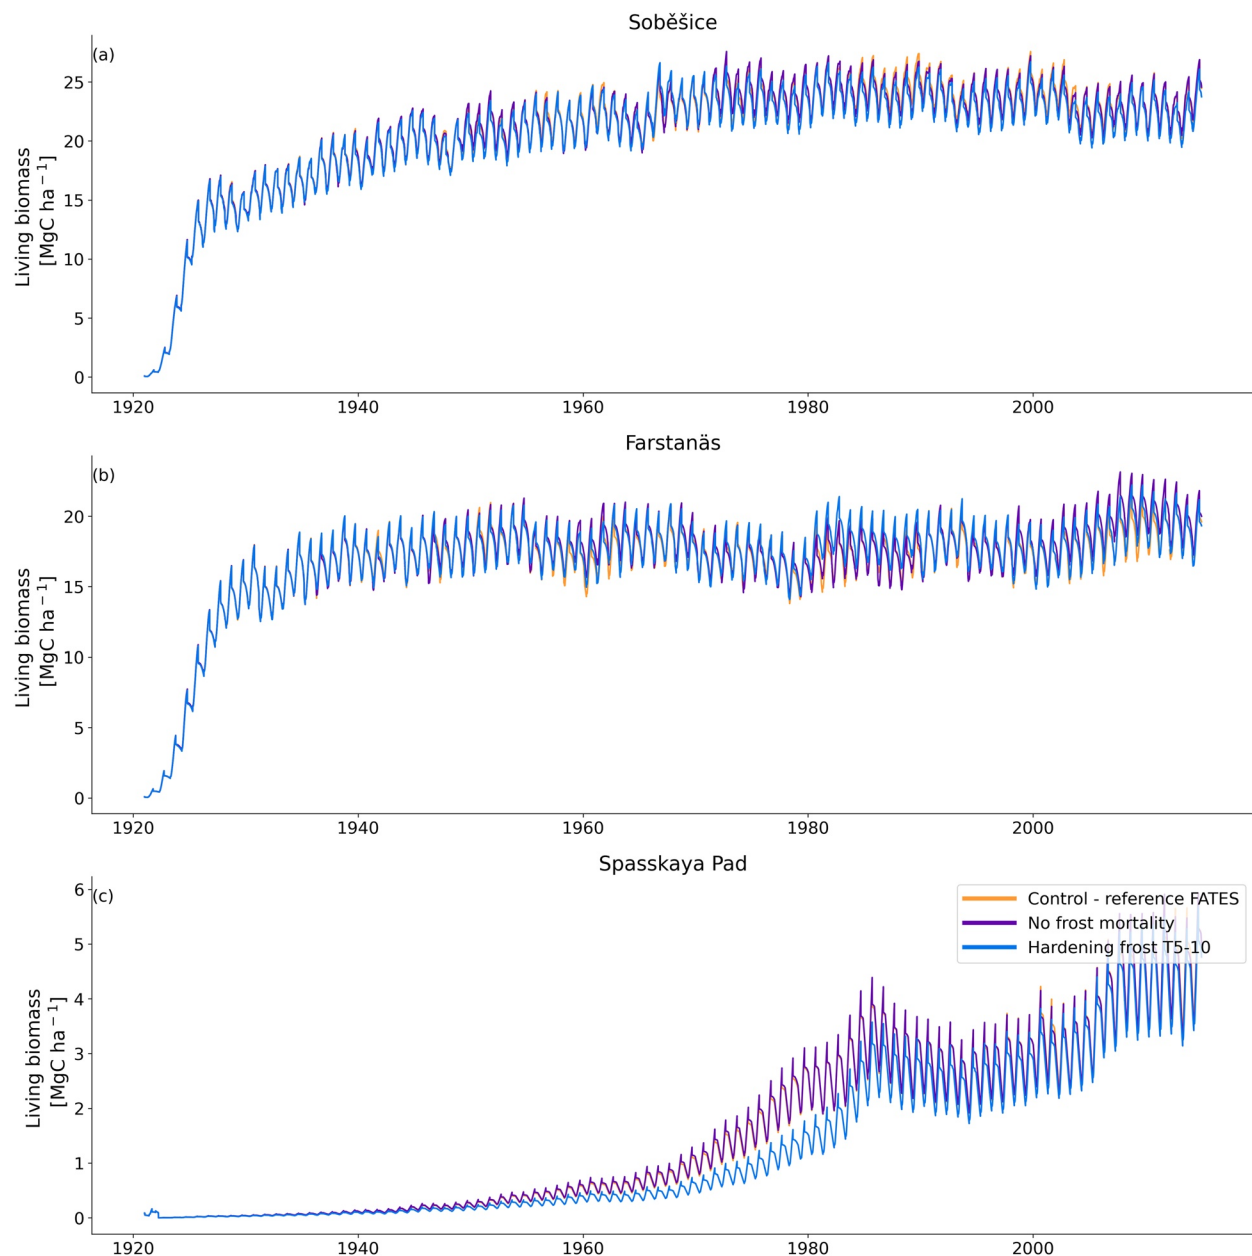 Soběšice
(a)
Living biomass
[MgC ha⁻¹]
25
20
15
10
5
0
1920 1940 1960 1980 2000
Farstanäs
(b)
Living biomass
[MgC ha⁻¹]
20
15
10
5
0
1920 1940 1960 1980 2000
Spasskaya Pad
(c)
Living biomass
[MgC ha⁻¹]
6
5
4
3
2
1
0
Control - reference FATES
No frost mortality
Hardening frost T5-10
1920 1940 1960 1980 2000